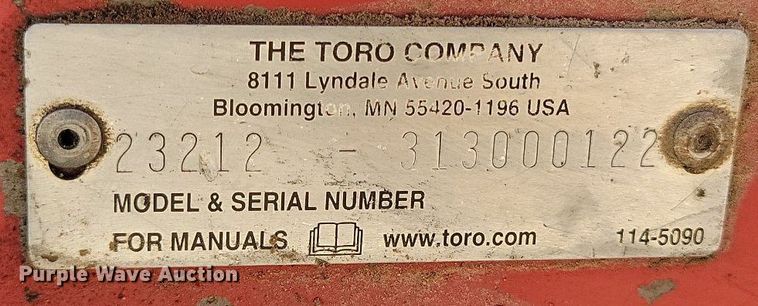 THE TORO COMPANY
8111 Lyndale Avenue South
Bloomington, MN 55420-1196 USA
23212 - 313000122
MODEL & SERIAL NUMBER
FOR MANUALS www.toro.com 114-5090
Purple Wave Auction